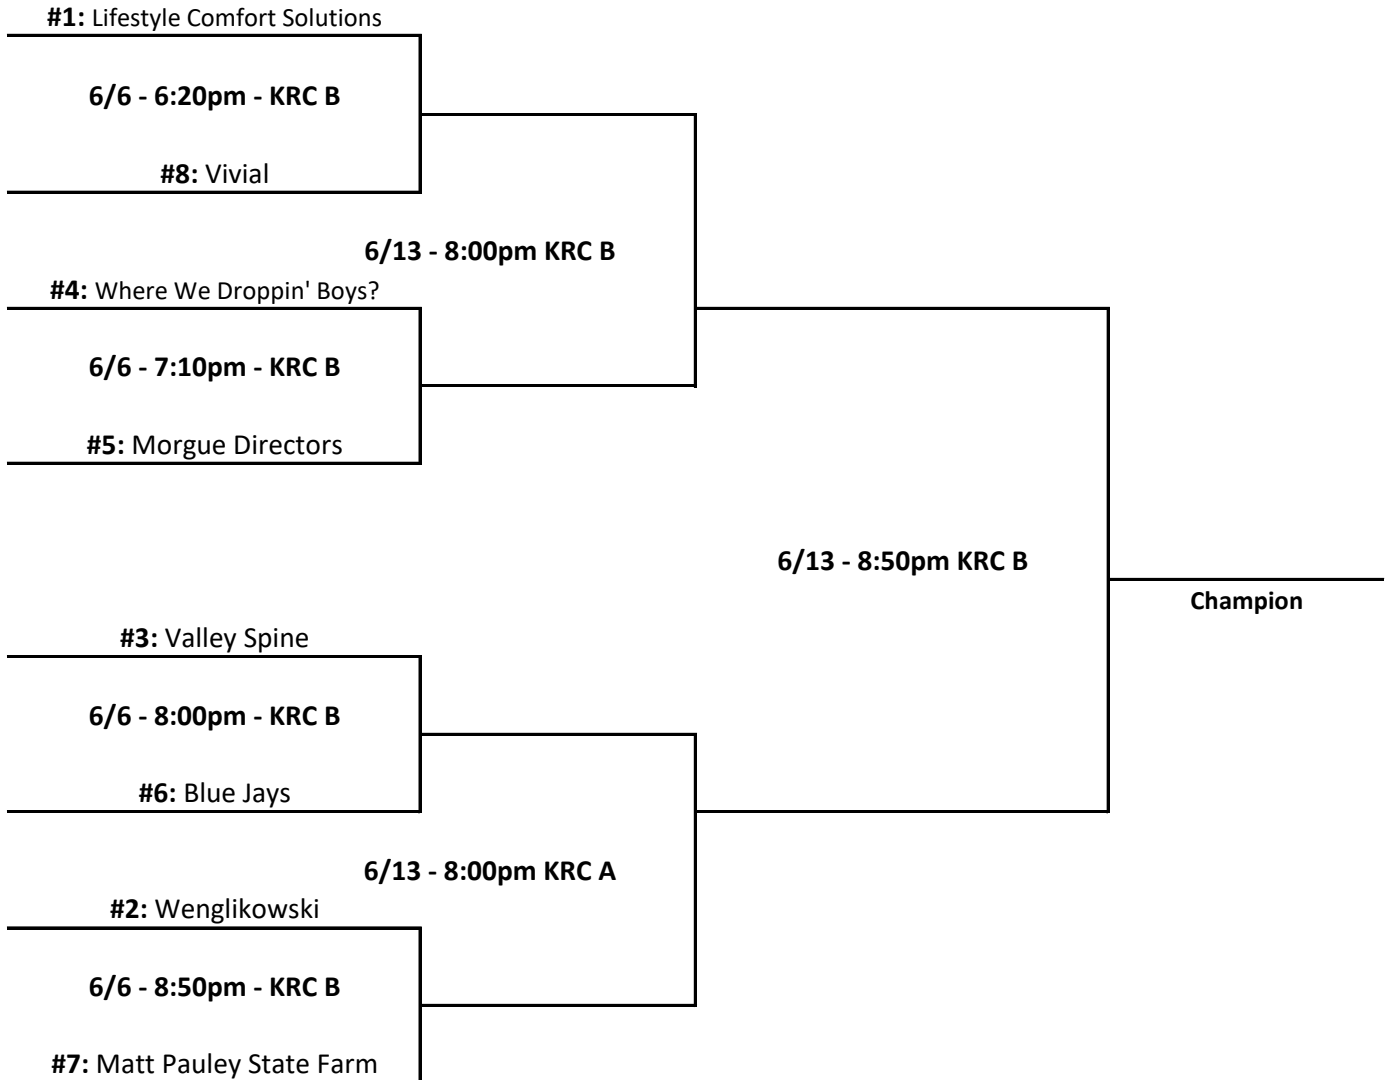 #1: Lifestyle Comfort Solutions
6/6 - 6:20pm - KRC B
#8: Vivial
6/13 - 8:00pm KRC B
#4: Where We Droppin' Boys?
6/6 - 7:10pm - KRC B
#5: Morgue Directors
6/13 - 8:50pm KRC B
Champion
#3: Valley Spine
6/6 - 8:00pm - KRC B
#6: Blue Jays
6/13 - 8:00pm KRC A
#2: Wenglikowski
6/6 - 8:50pm - KRC B
#7: Matt Pauley State Farm